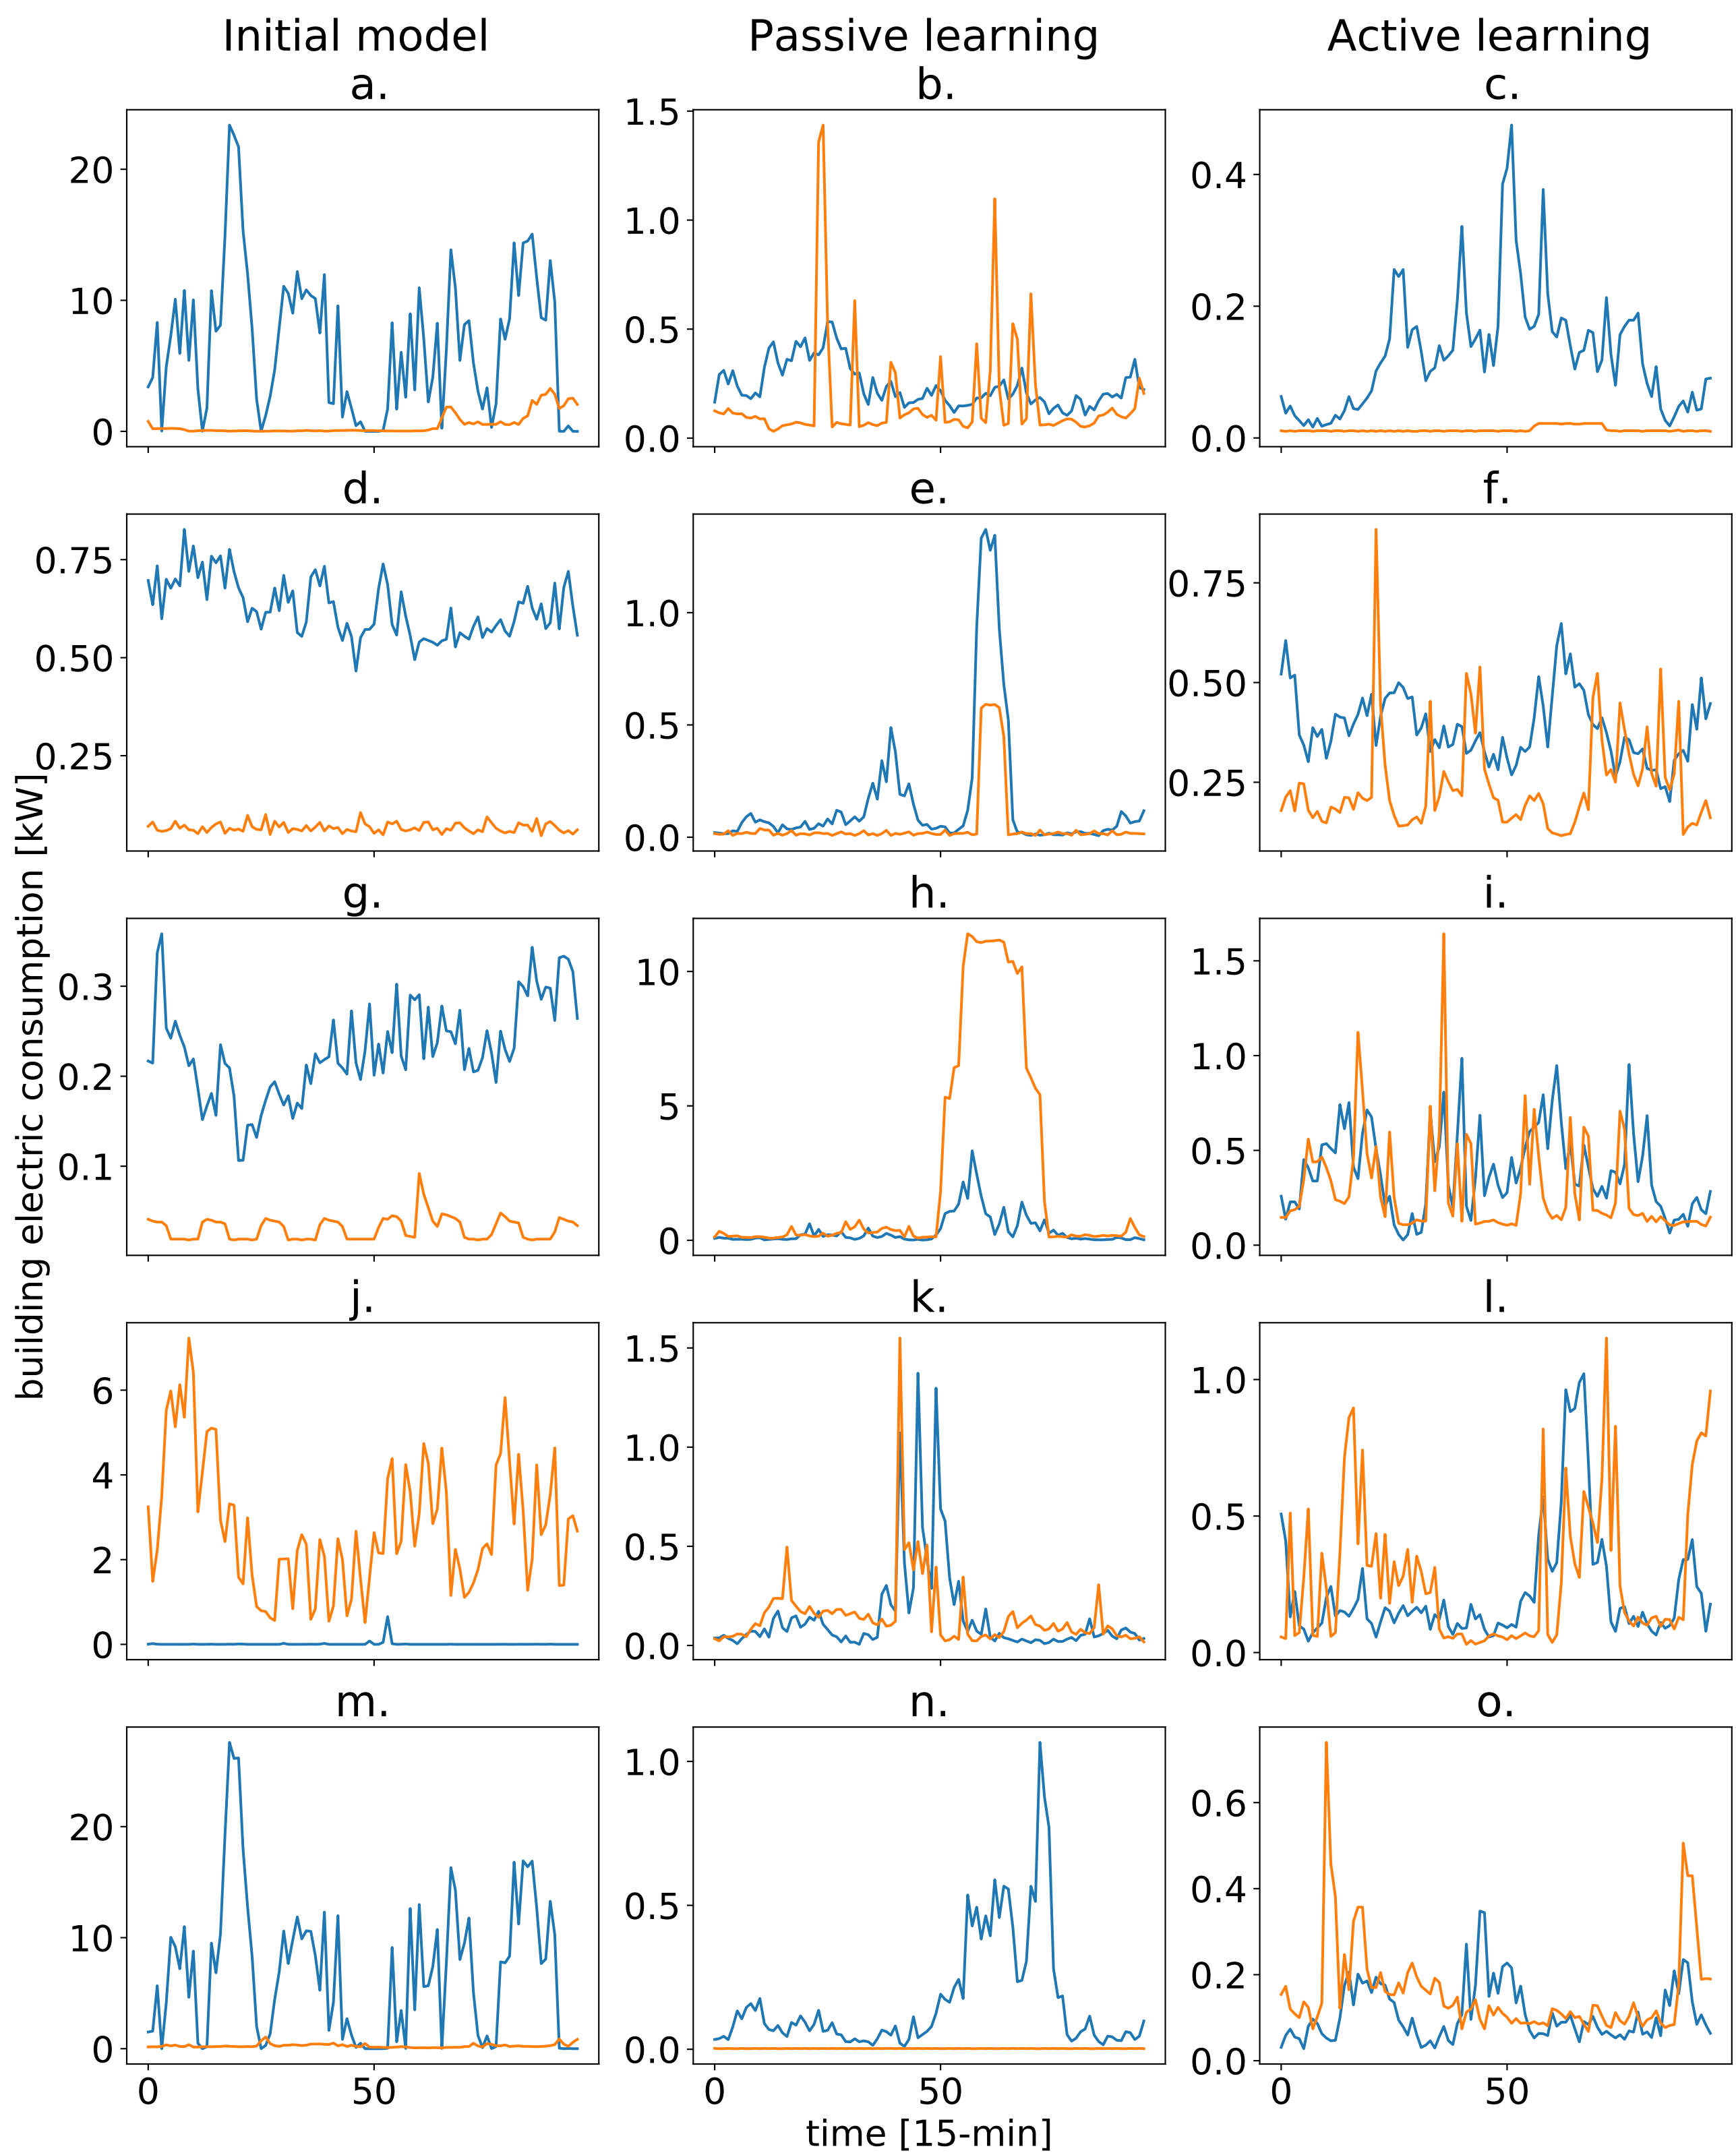 Initial model
Passive learning
Active learning
a.
b.
c.
20
10
0
1.5
1.0
0.5
0.0
0.4
0.2
0.0
d.
e.
f.
0.75
0.50
0.25
1.0
0.5
0.0
0.75
0.50
0.25
g.
h.
i.
0.3
0.2
0.1
10
5
0
1.5
1.0
0.5
0.0
j.
k.
l.
6
4
2
0
1.5
1.0
0.5
0.0
1.0
0.5
0.0
m.
n.
o.
20
10
0
1.0
0.5
0.0
0.6
0.4
0.2
0.0
0
50
0
50
0
50
building electric consumption [kW]
time [15-min]